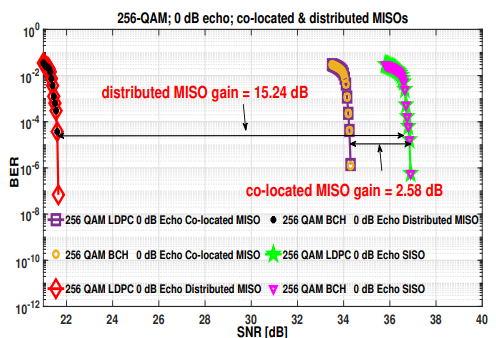 256-QAM; 0 dB echo; co-located & distributed MISOs
10^0
10^-2
10^-4
10^-6
10^-8
10^-10
10^-12
BER
distributed MISO gain = 15.24 dB
co-located MISO gain = 2.58 dB
256 QAM LDPC 0 dB Echo Co-located MISO
256 QAM BCH 0 dB Echo Distributed MISO
256 QAM BCH 0 dB Echo Co-located MISO
256 QAM LDPC 0 dB Echo SISO
256 QAM LDPC 0 dB Echo Distributed MISO
256 QAM BCH 0 dB Echo SISO
22 24 26 28 30 32 34 36 38 40
SNR [dB]